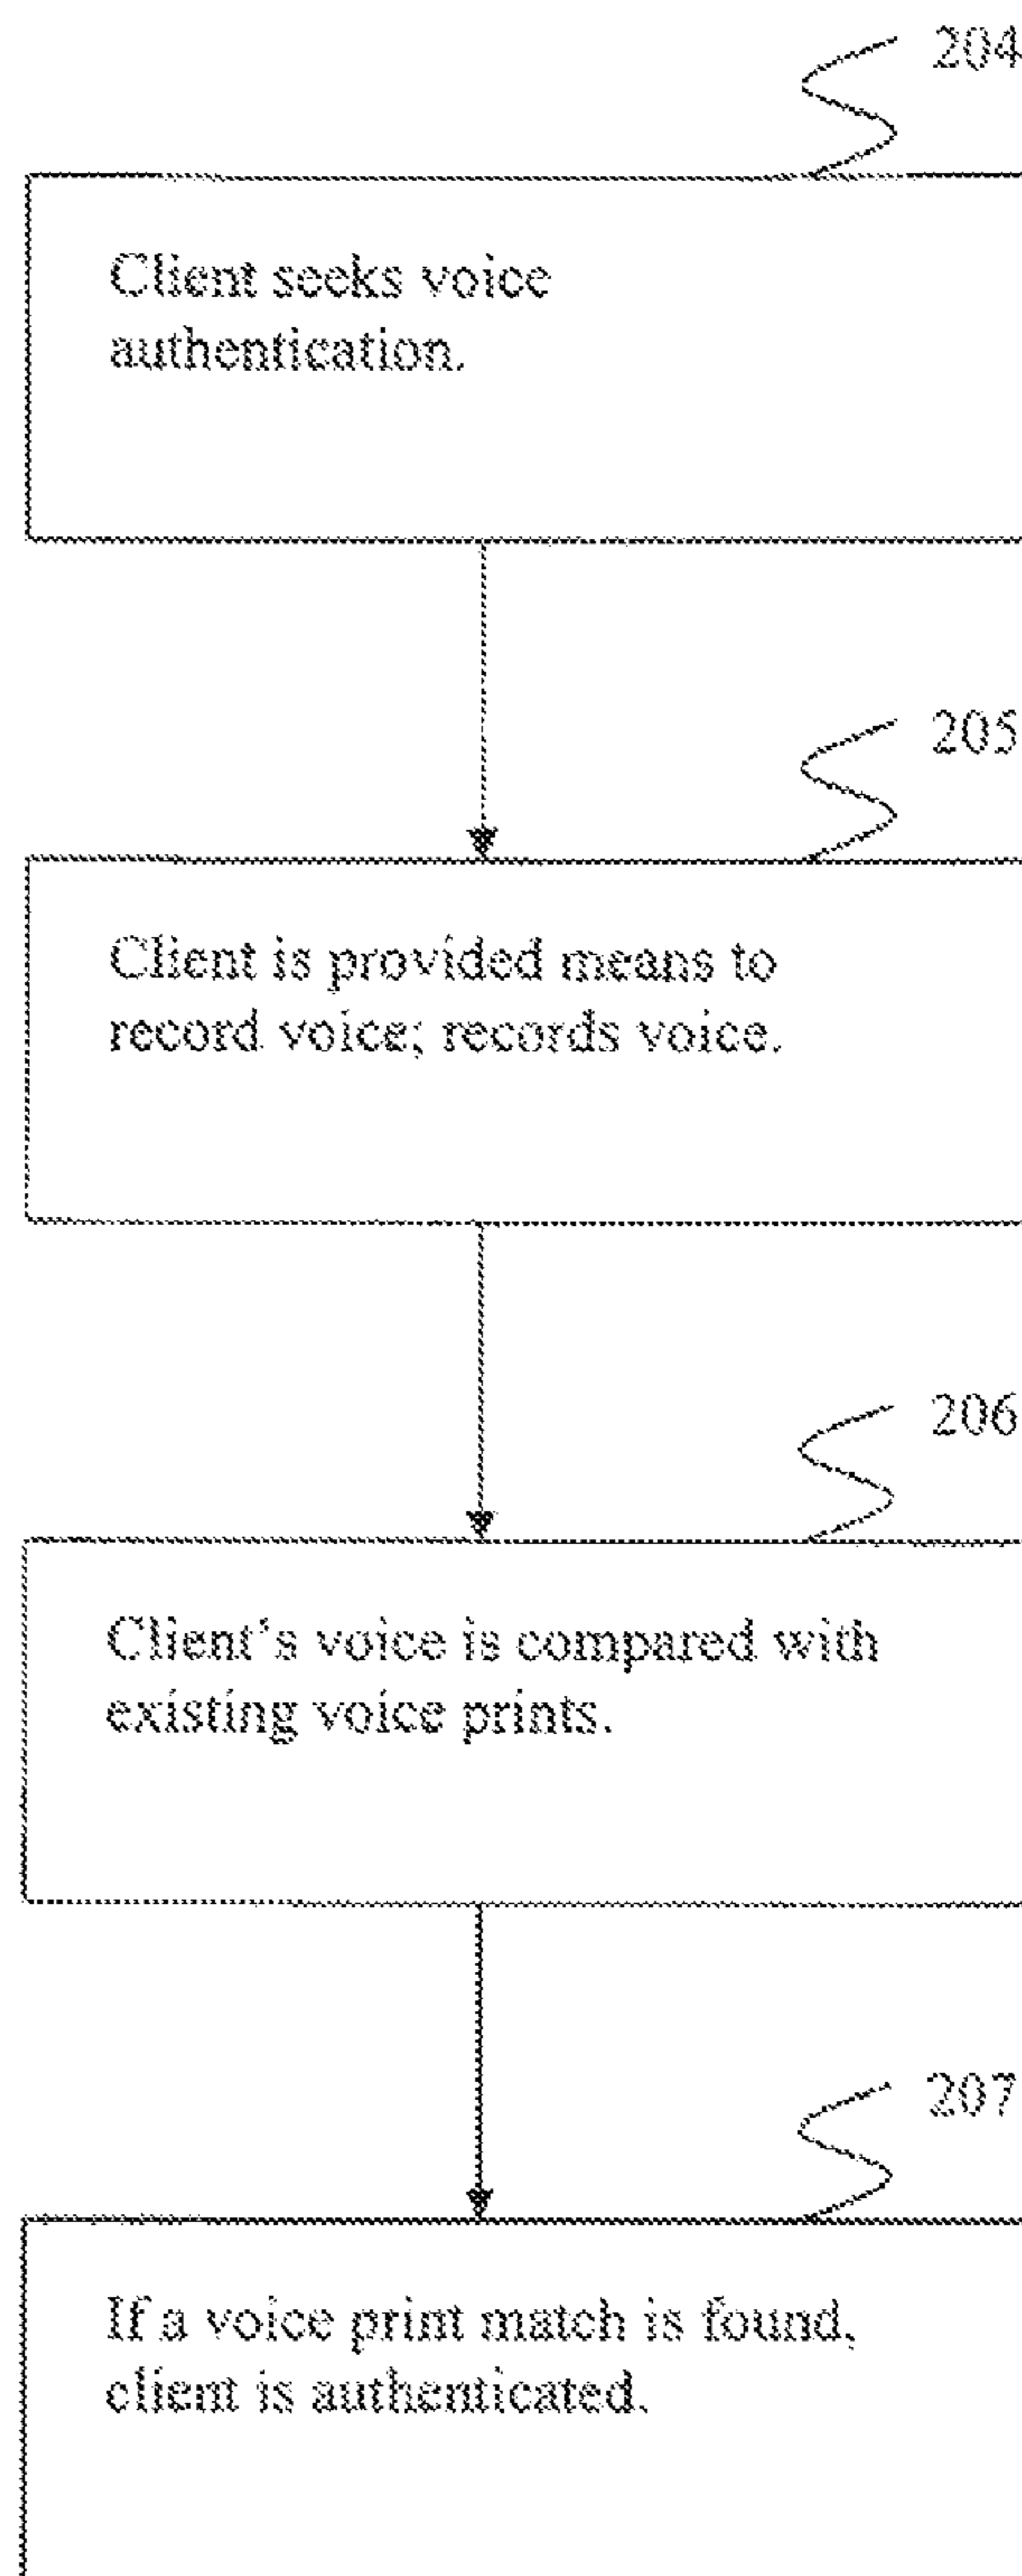 204
Client seeks voice
authentication.
205
Client is provided means to
record voice; records voice.
206
Client's voice is compared with
existing voice prints.
207
If a voice print match is found,
client is authenticated.